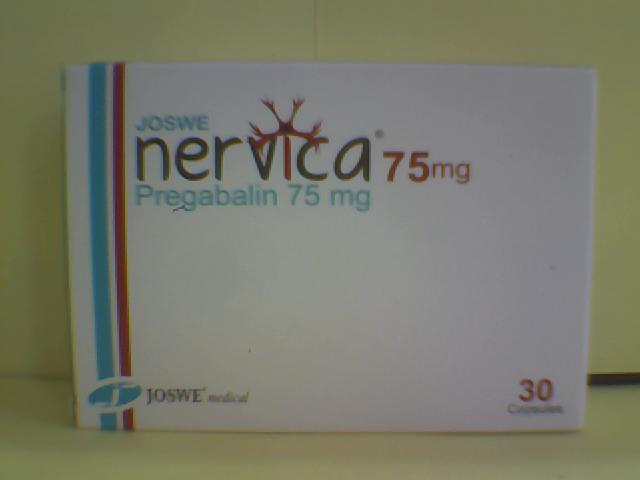 JOSWE
nervica® 75mg
Pregabalin 75 mg
JOSWE® medical
30
Capsules